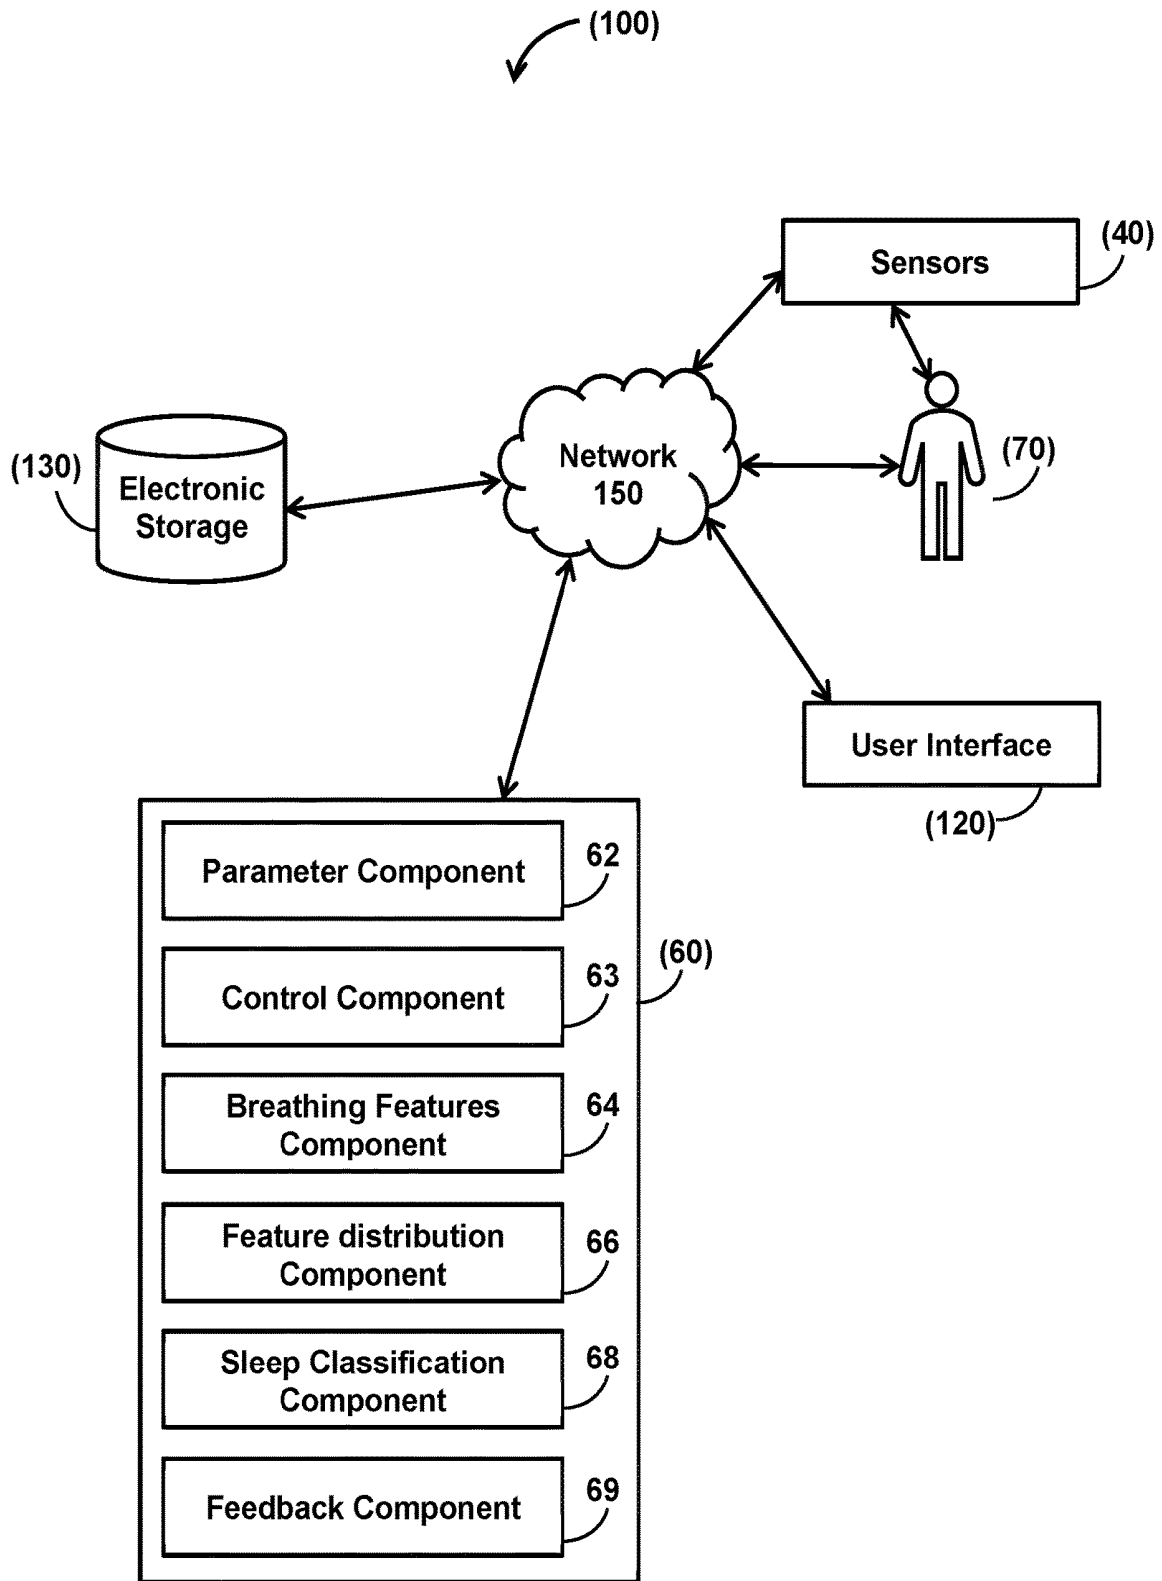 (100)
Sensors
(40)
Network
150
(130)
Electronic
Storage
(70)
User Interface
(120)
Parameter Component
62
Control Component
63
(60)
Breathing Features
Component
64
Feature distribution
Component
66
Sleep Classification
Component
68
Feedback Component
69